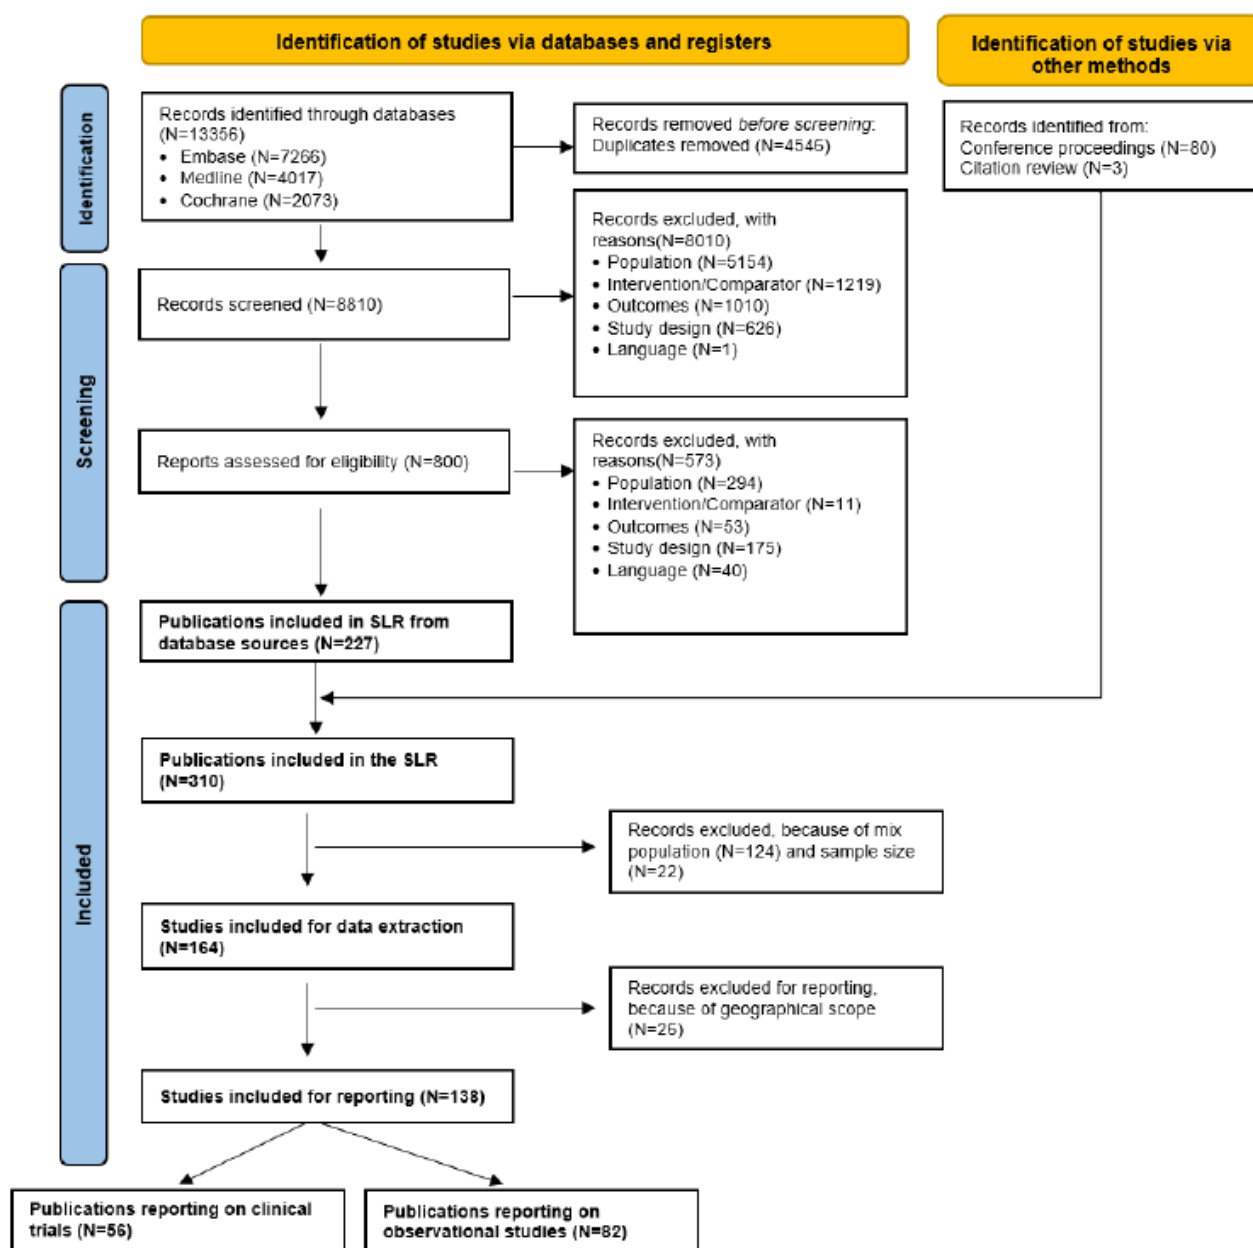 Identification of studies via databases and registers
Identification of studies via
other methods
Identification
Records identified through databases
(N=13356)
• Embase (N=7266)
• Medline (N=4017)
• Cochrane (N=2073)
Records removed before screening:
Duplicates removed (N=4546)
Records identified from:
Conference proceedings (N=80)
Citation review (N=3)
Screening
Records screened (N=8810)
Records excluded, with
reasons(N=8010)
• Population (N=5154)
• Intervention/Comparator (N=1219)
• Outcomes (N=1010)
• Study design (N=626)
• Language (N=1)
Reports assessed for eligibility (N=800)
Records excluded, with
reasons(N=573)
• Population (N=294)
• Intervention/Comparator (N=11)
• Outcomes (N=53)
• Study design (N=175)
• Language (N=40)
Included
Publications included in SLR from
database sources (N=227)
Publications included in the SLR
(N=310)
Records excluded, because of mix
population (N=124) and sample size
(N=22)
Studies included for data extraction
(N=164)
Records excluded for reporting,
because of geographical scope
(N=26)
Studies included for reporting (N=138)
Publications reporting on clinical
trials (N=56)
Publications reporting on
observational studies (N=82)